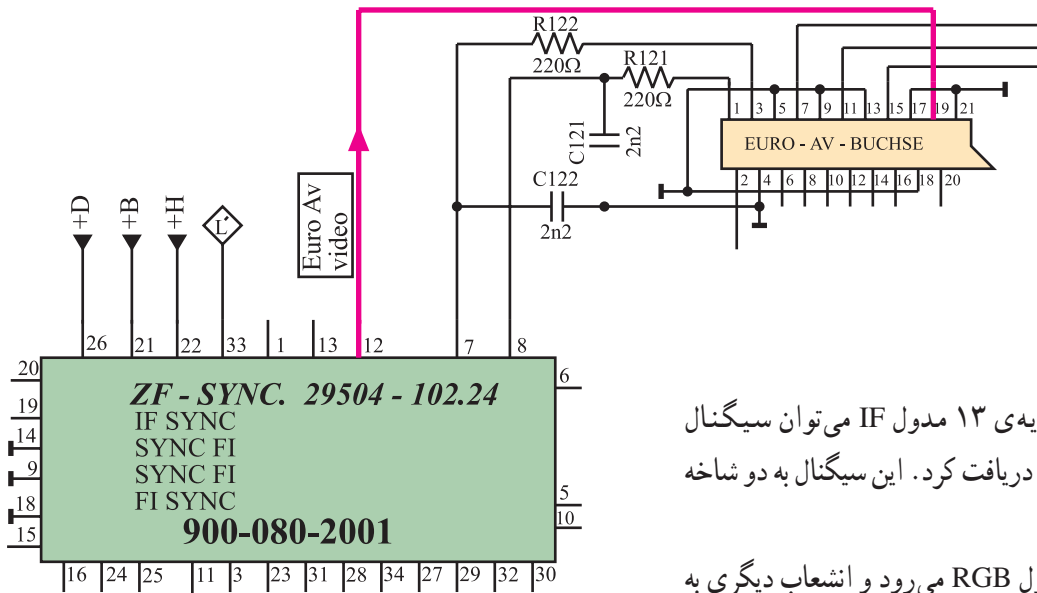 R122
220Ω
R121
220Ω
C121
2n2
C122
2n2
1 3 5 7 9 11 13 15 17 19 21
EURO - AV - BUCHSE
2 4 6 8 10 12 14 16 18 20
+D
+B
+H
L'
Euro Av
video
26 21 22 33 1 13 12 7 8
20
19
14
9
18
15
6
5
10
ZF - SYNC. 29504 - 102.24
IF SYNC
SYNC FI
SYNC FI
FI SYNC
900-080-2001
16 24 25 11 3 23 31 28 34 27 29 32 30
یه‌ی ۱۳ مدول IF می‌توان سیگنال
دریافت کرد. این سیگنال به دو شاخه
ول RGB می‌رود و انشعاب دیگری به